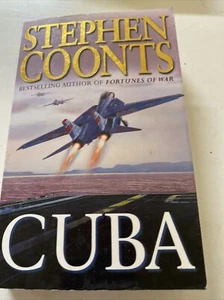 STEPHEN
COONTS
BESTSELLING AUTHOR OF FORTUNES OF WAR
CUBA